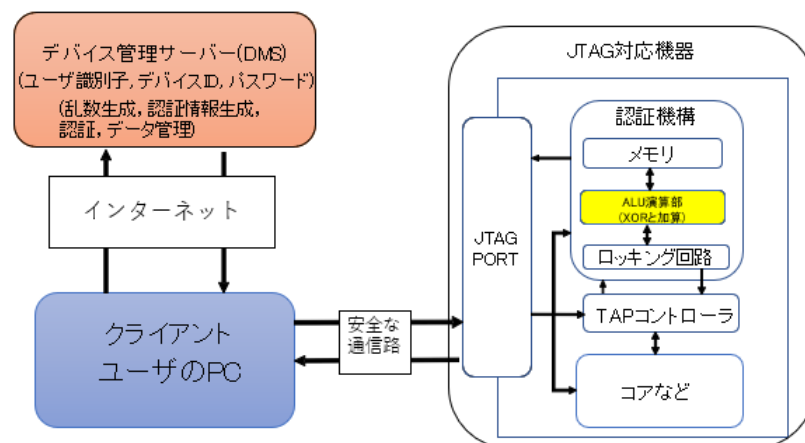 デバイス管理サーバー(DMS)
(ユーザ識別子,デバイスID,パスワード)
(乱数生成,認証情報生成,
認証,データ管理)
インターネット
クライアント
ユーザのPC
安全な
通信路
JTAG対応機器
JTAG
PORT
認証機構
メモリ
ALU演算部
(XORと加算)
ロッキング回路
TAPコントローラ
コアなど